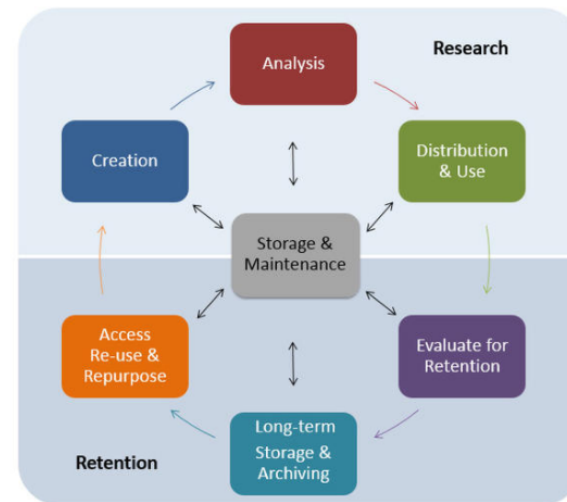 Analysis
Research
Creation
Distribution
& Use
Storage &
Maintenance
Access
Re-use &
Repurpose
Evaluate for
Retention
Long-term
Storage &
Archiving
Retention